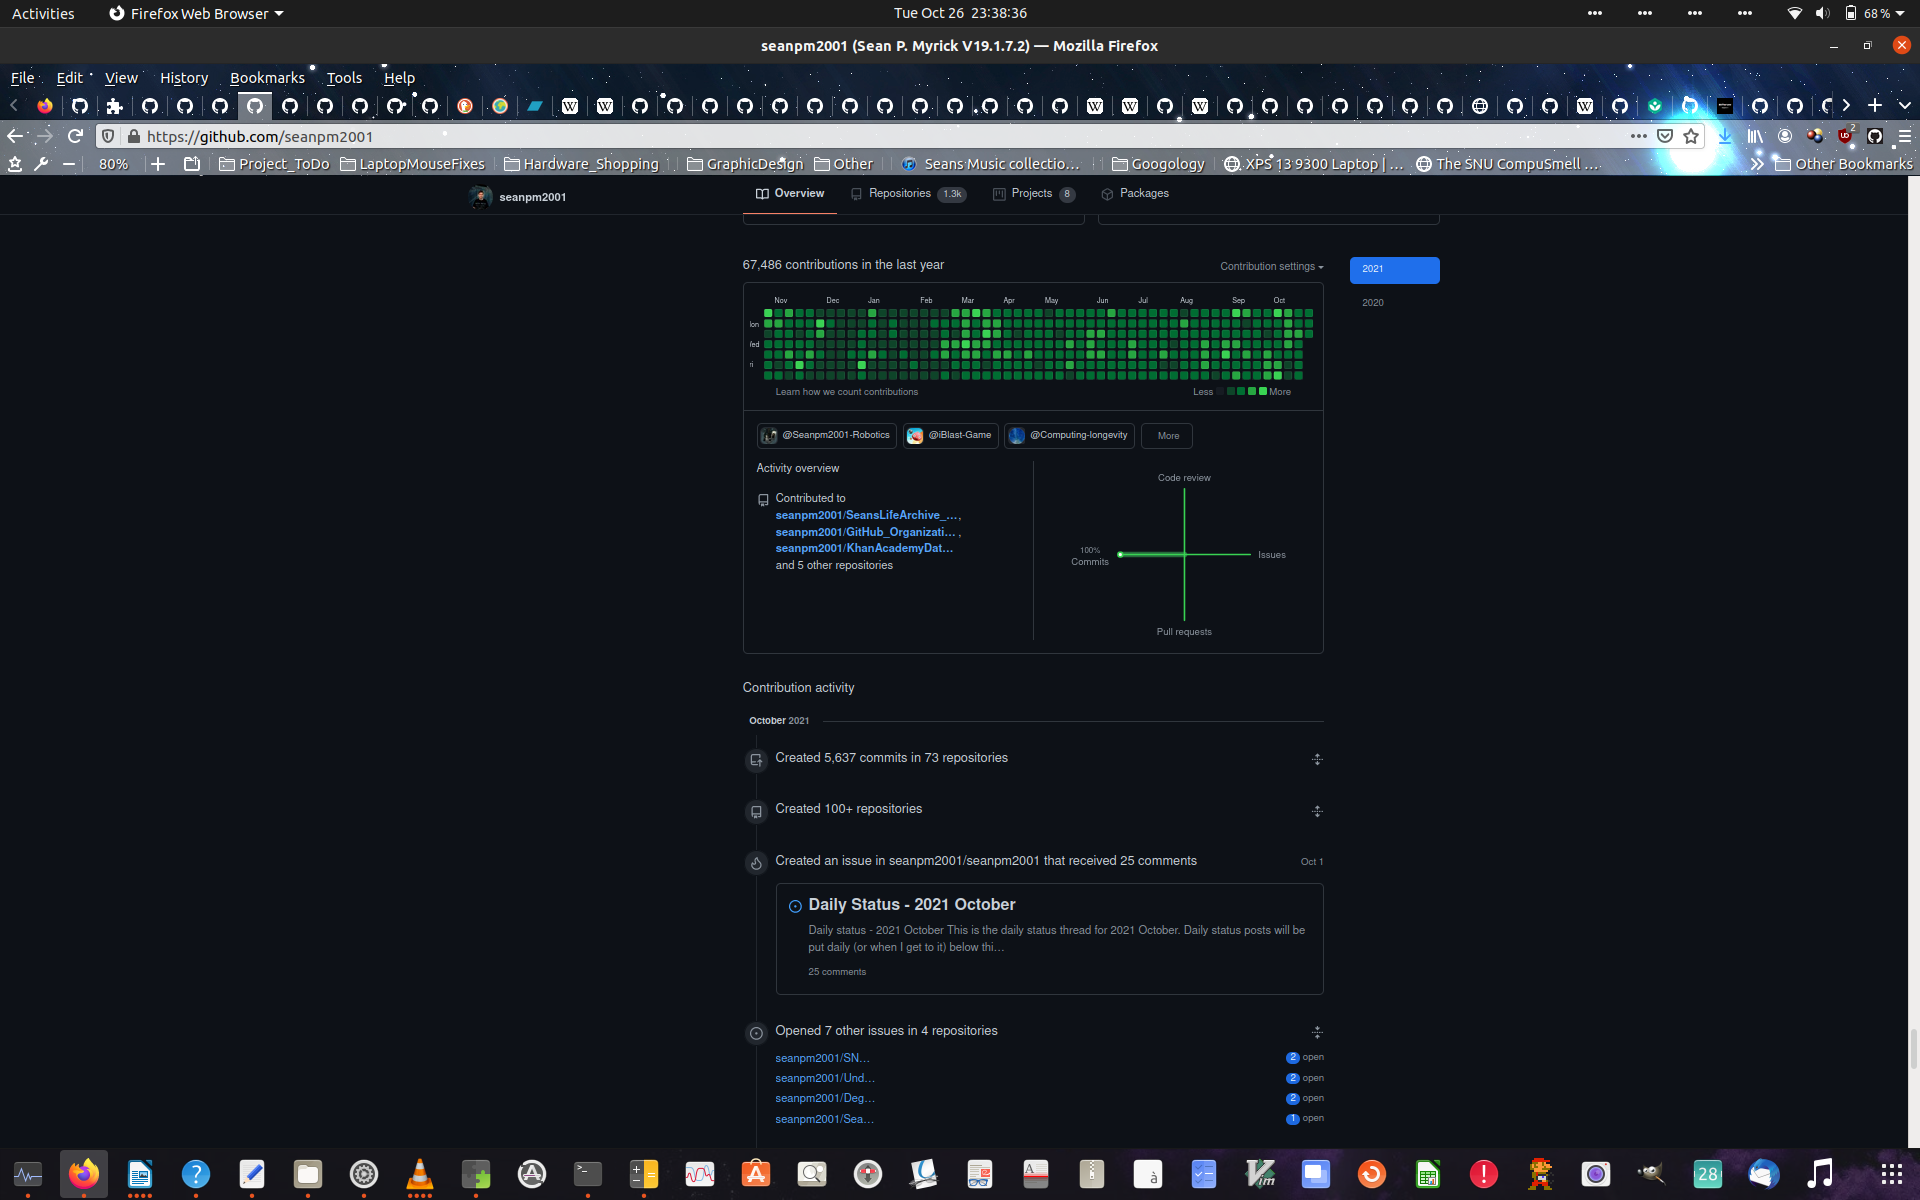 Activities
Firefox Web Browser
Tue Oct 26 23:38:36
68 %
seanpm2001 (Sean P. Myrick V19.1.7.2) — Mozilla Firefox
File Edit View History Bookmarks Tools Help
https://github.com/seanpm2001
2
80%
Project_ToDo
LaptopMouseFixes
Hardware_Shopping
GraphicDesign
Other
Seans Music collectio…
Googology
XPS 13 9300 Laptop | …
The SNU CompuSmell …
Other Bookmarks
seanpm2001
Overview
Repositories 1.3k
Projects 8
Packages
67,486 contributions in the last year
Contribution settings
2021
2020
Nov Dec Jan Feb Mar Apr May Jun Jul Aug Sep Oct
Learn how we count contributions
Less More
@Seanpm2001-Robotics
@iBlast-Game
@Computing-longevity
More
Activity overview
Contributed to
seanpm2001/SeansLifeArchive_…,
seanpm2001/GitHub_Organizati… ,
seanpm2001/KhanAcademyDat…
and 5 other repositories
Code review
100%
Commits
Issues
Pull requests
Contribution activity
October 2021
Created 5,637 commits in 73 repositories
Created 100+ repositories
Created an issue in seanpm2001/seanpm2001 that received 25 comments
Oct 1
Daily Status - 2021 October
Daily status - 2021 October This is the daily status thread for 2021 October. Daily status posts will be
put daily (or when I get to it) below thi…
25 comments
Opened 7 other issues in 4 repositories
seanpm2001/SN… 2 open
seanpm2001/Und… 2 open
seanpm2001/Deg… 2 open
seanpm2001/Sea… 1 open
28